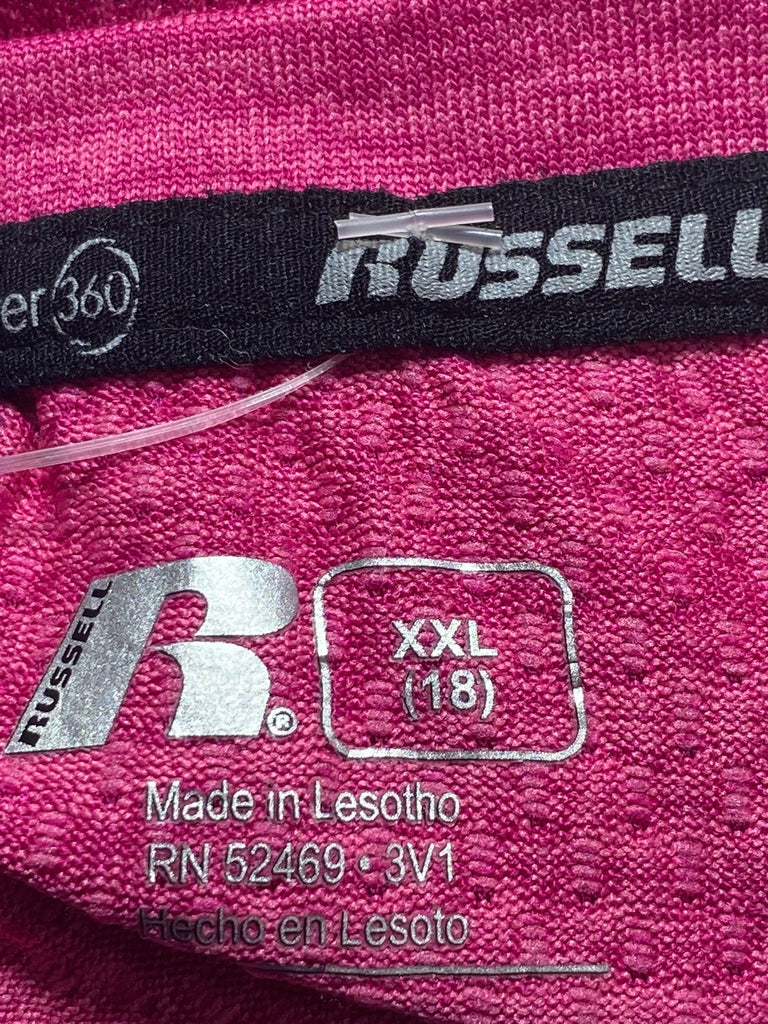 er 360 RUSSELL
RUSSELL R®
XXL
(18)
Made in Lesotho
RN 52469 • 3V1
Hecho en Lesoto